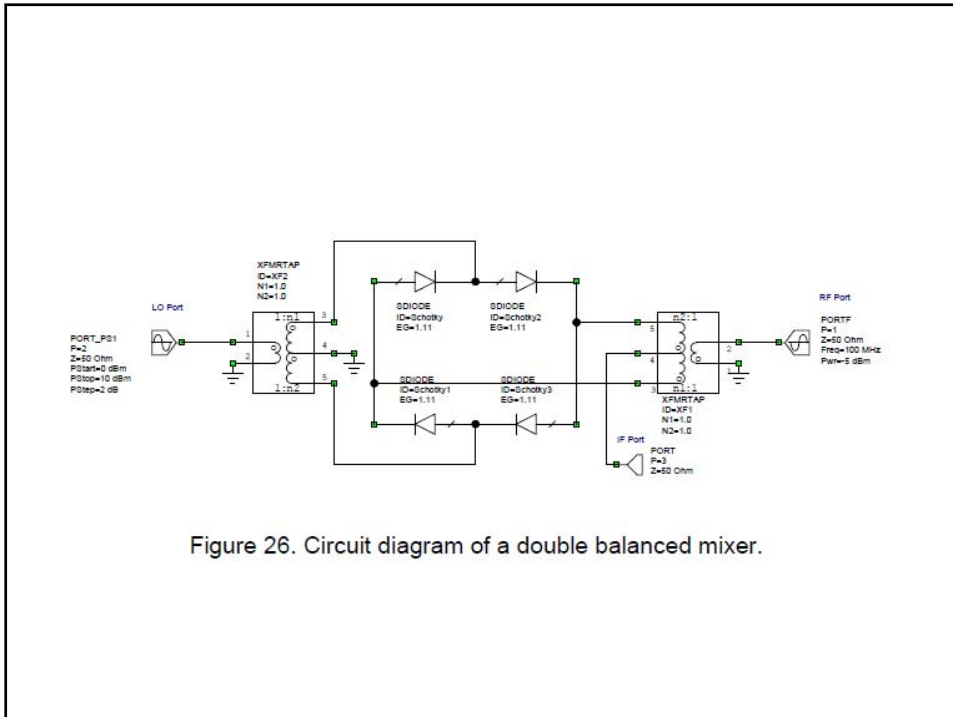 LO Port
PORT_PS1
P=2
Z=50 Ohm
PStart=0 dBm
PStop=10 dBm
PStep=2 dB
XFMRTAP
ID=XF2
N1=1.0
N2=1.0
1:n1
1
2
3
4
5
1:n2
SDIODE
ID=Schotky
EG=1.11
SDIODE
ID=Schotky2
EG=1.11
SDIODE
ID=Schotky1
EG=1.11
SDIODE
ID=Schotky3
EG=1.11
n2:1
5
4
3
2
1
n1:1
XFMRTAP
ID=XF1
N1=1.0
N2=1.0
RF Port
PORTF
P=1
Z=50 Ohm
Freq=100 MHz
Pwr=-5 dBm
IF Port
PORT
P=3
Z=50 Ohm
Figure 26. Circuit diagram of a double balanced mixer.